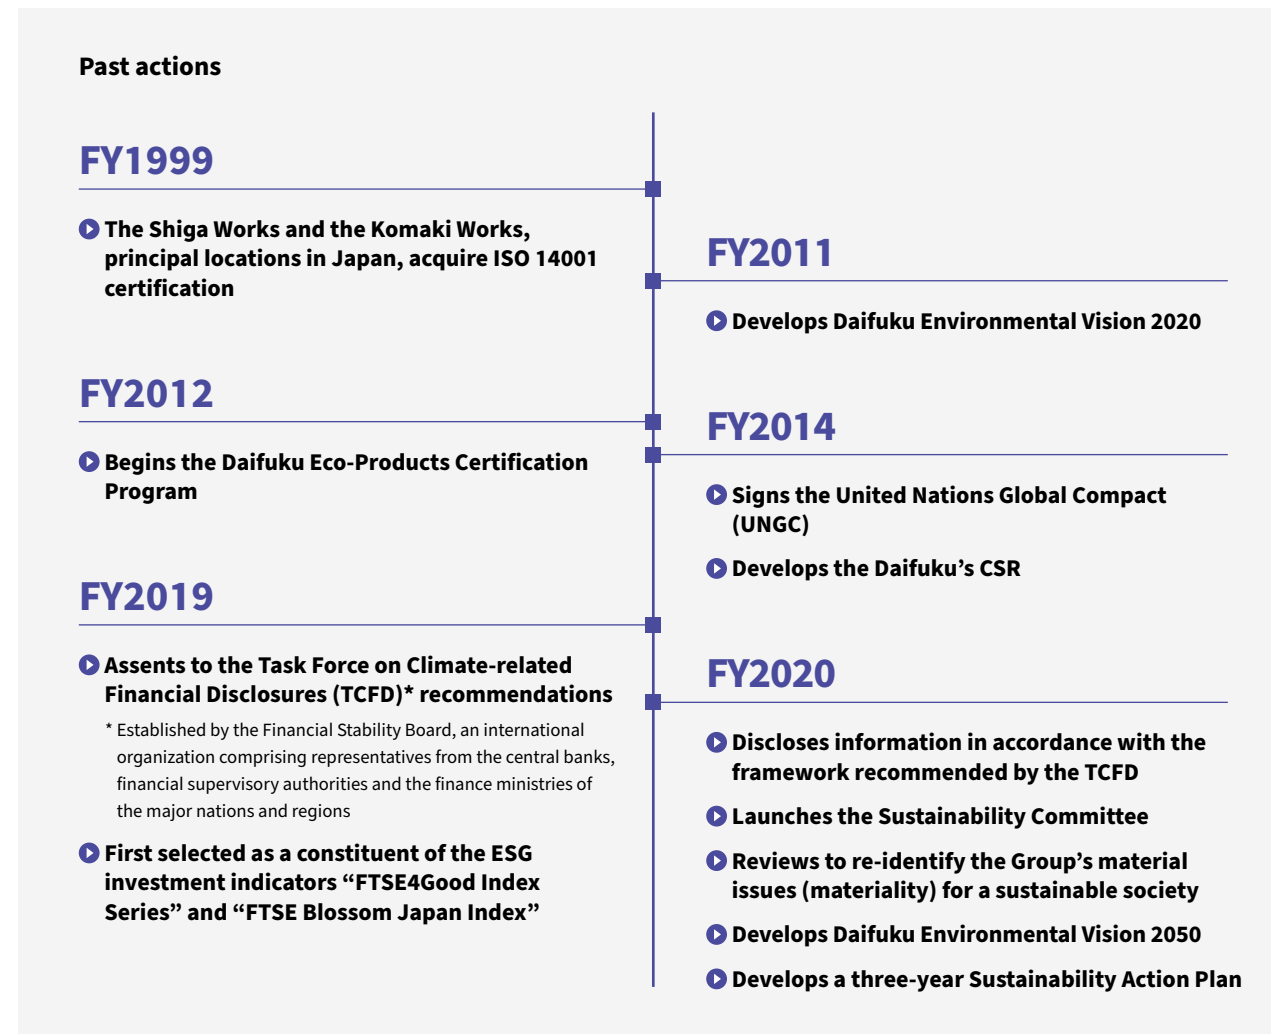 Past actions
FY1999
The Shiga Works and the Komaki Works,
principal locations in Japan, acquire ISO 14001
certification
FY2011
Develops Daifuku Environmental Vision 2020
FY2012
Begins the Daifuku Eco-Products Certification
Program
FY2014
Signs the United Nations Global Compact
(UNGC)
Develops the Daifuku’s CSR
FY2019
Assents to the Task Force on Climate-related
Financial Disclosures (TCFD)* recommendations
* Established by the Financial Stability Board, an international
organization comprising representatives from the central banks,
financial supervisory authorities and the finance ministries of
the major nations and regions
First selected as a constituent of the ESG
investment indicators “FTSE4Good Index
Series” and “FTSE Blossom Japan Index”
FY2020
Discloses information in accordance with the
framework recommended by the TCFD
Launches the Sustainability Committee
Reviews to re-identify the Group’s material
issues (materiality) for a sustainable society
Develops Daifuku Environmental Vision 2050
Develops a three-year Sustainability Action Plan